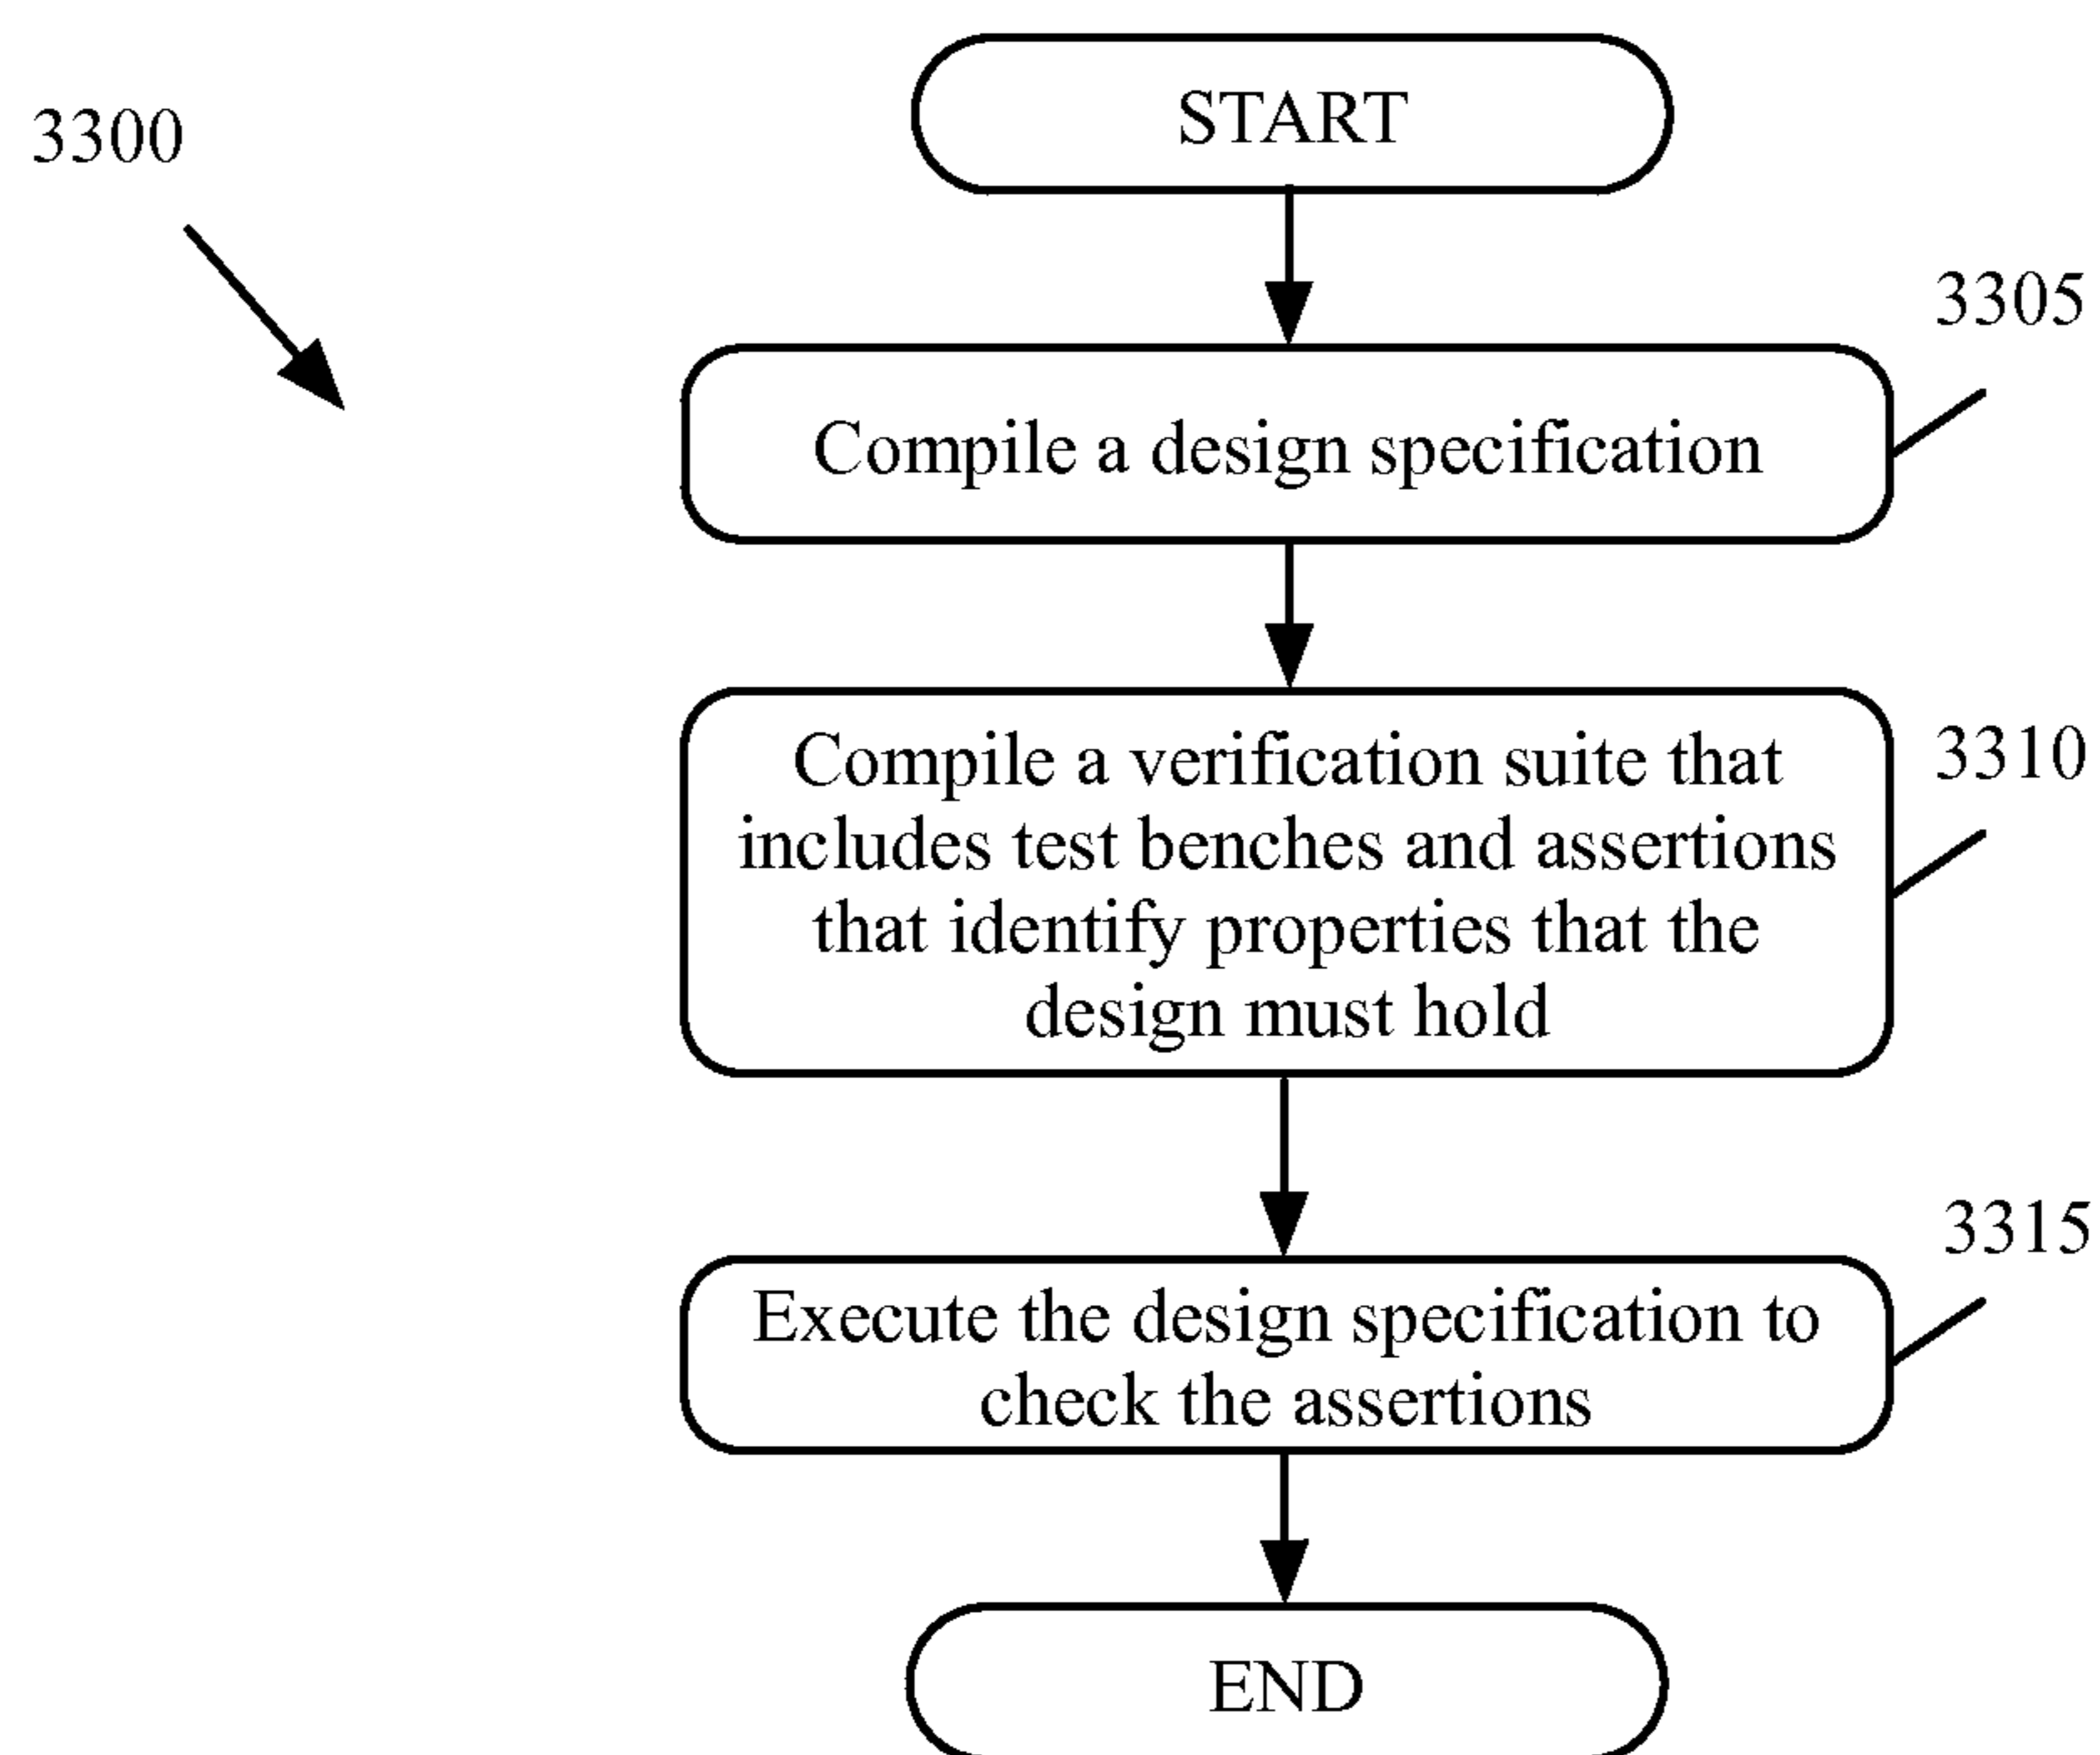 3300
START
3305
Compile a design specification
3310
Compile a verification suite that
includes test benches and assertions
that identify properties that the
design must hold
3315
Execute the design specification to
check the assertions
END